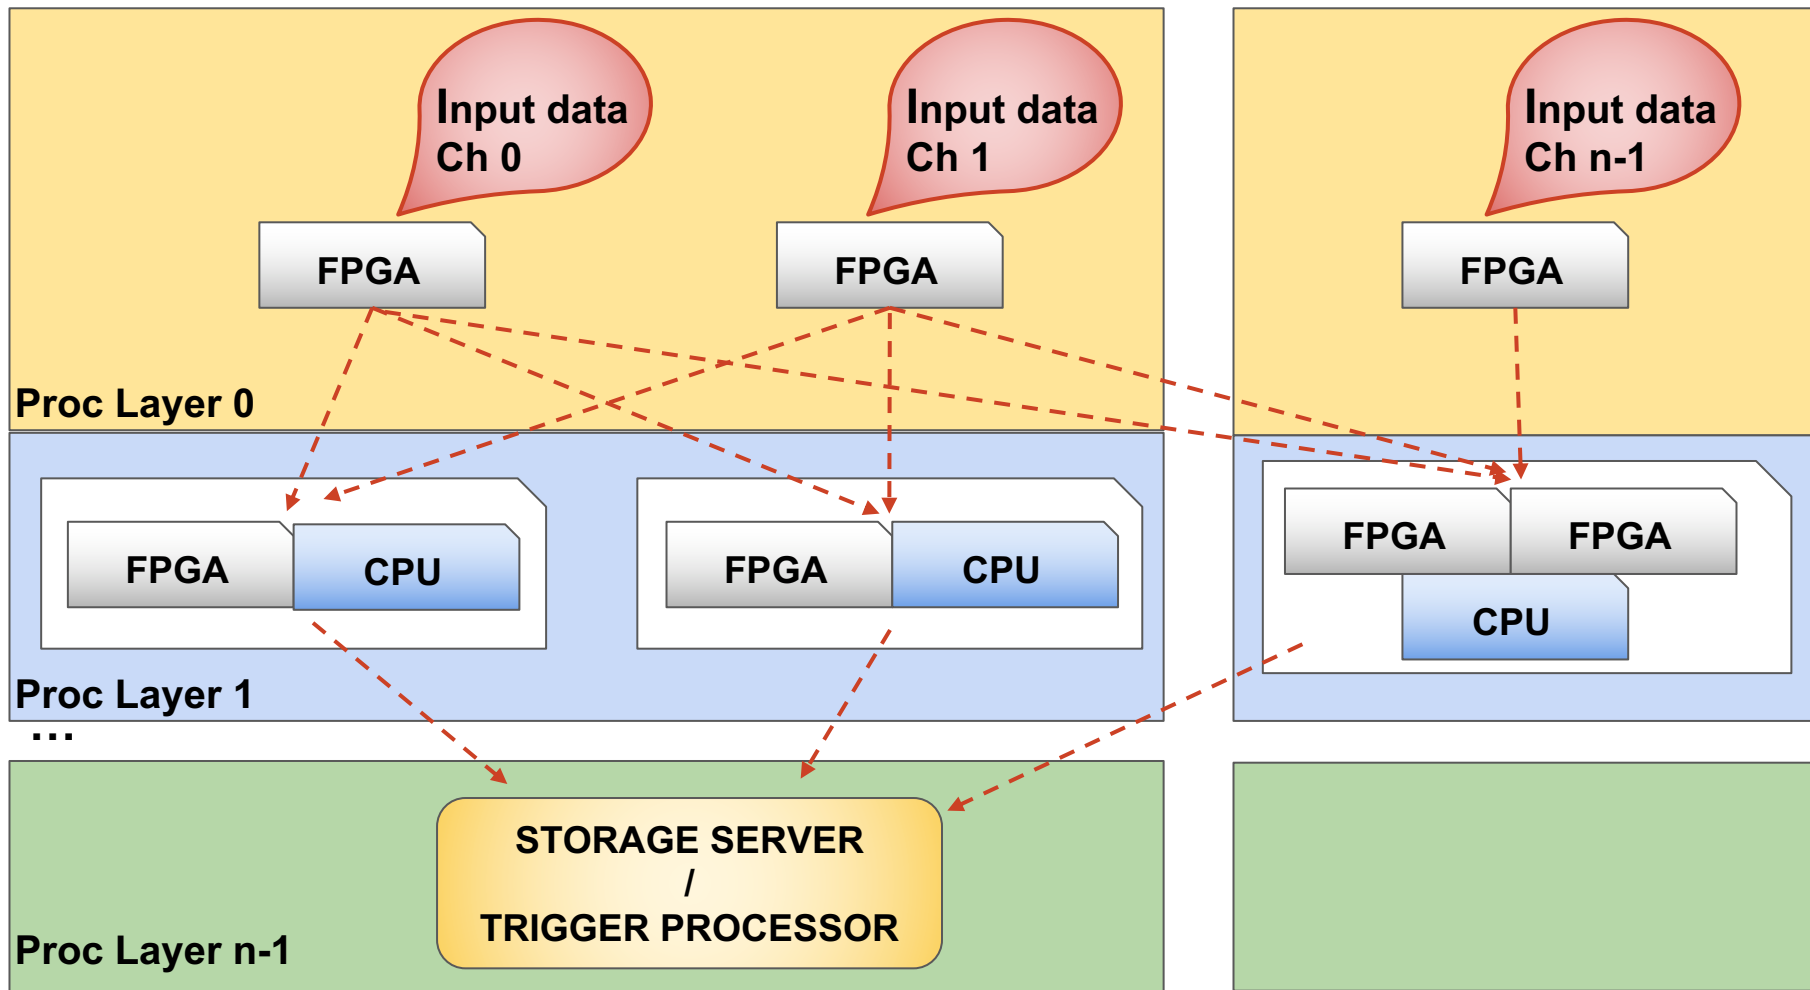 Input data
Ch 0
Input data
Ch 1
Input data
Ch n-1
FPGA
FPGA
FPGA
Proc Layer 0
FPGA
CPU
FPGA
CPU
FPGA
FPGA
CPU
Proc Layer 1
...
STORAGE SERVER
/
TRIGGER PROCESSOR
Proc Layer n-1